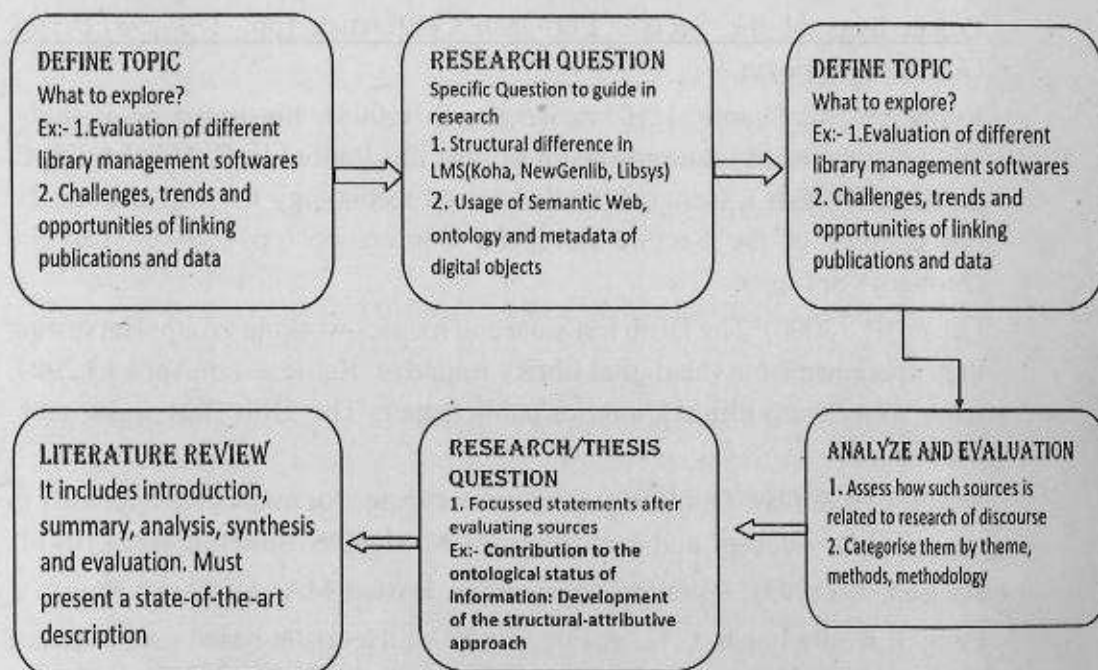 DEFINE TOPIC
What to explore?
Ex:- 1.Evaluation of different
library management softwares
2. Challenges, trends and
opportunities of linking
publications and data
RESEARCH QUESTION
Specific Question to guide in
research
1. Structural difference in
LMS(Koha, NewGenlib, Libsys)
2. Usage of Semantic Web,
ontology and metadata of
digital objects
DEFINE TOPIC
What to explore?
Ex:- 1.Evaluation of different
library management softwares
2. Challenges, trends and
opportunities of linking
publications and data
ANALYZE AND EVALUATION
1. Assess how such sources is
related to research of discourse
2. Categorise them by theme,
methods, methodology
RESEARCH/THESIS
QUESTION
1. Focussed statements after
evaluating sources
Ex:- Contribution to the
ontological status of
Information: Development
of the structural-attributive
approach
LITERATURE REVIEW
It includes introduction,
summary, analysis, synthesis
and evaluation. Must
present a state-of-the-art
description